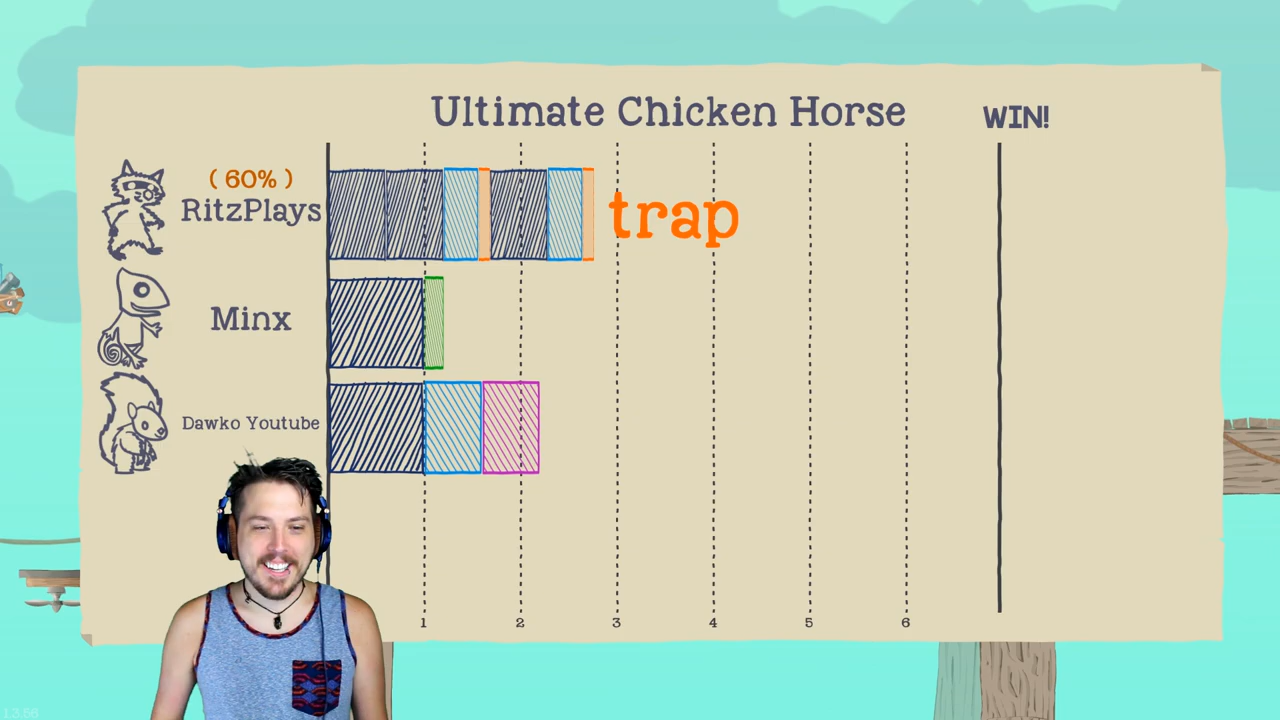 Ultimate Chicken Horse
WIN!
( 60% )
RitzPlays
trap
Minx
Dawko Youtube
1 2 3 4 5 6